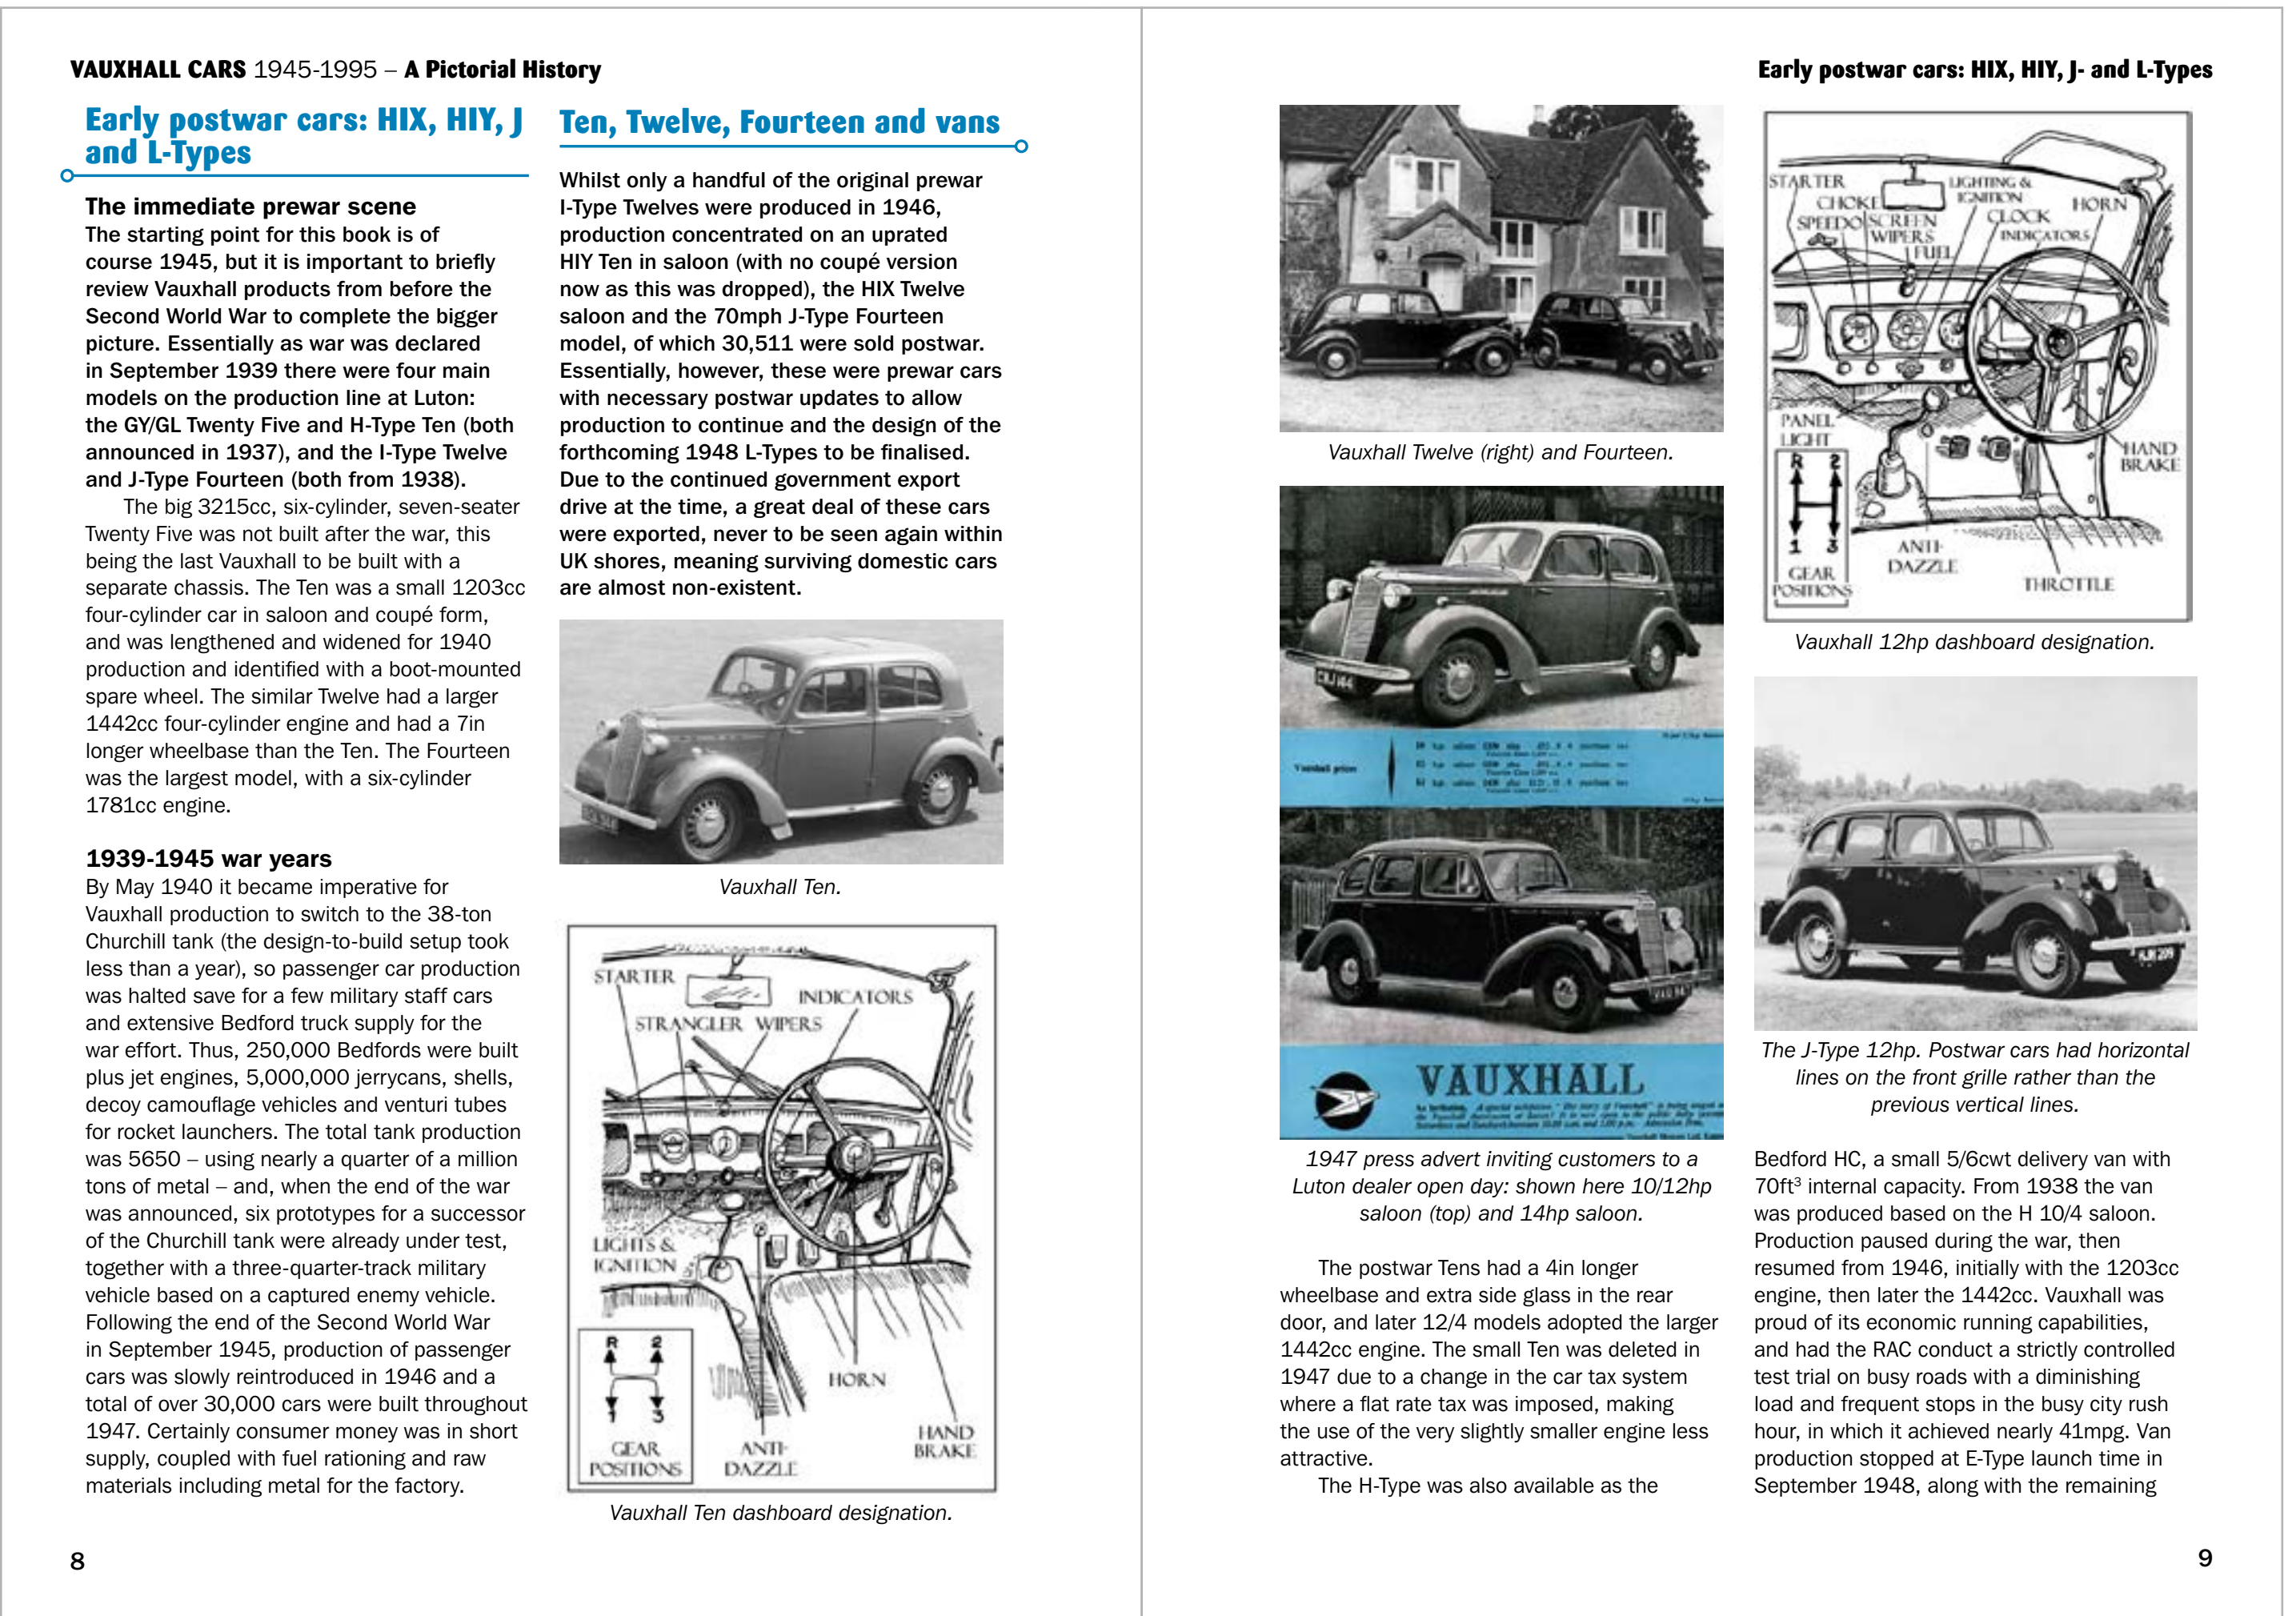 VAUXHALL CARS 1945-1995 – A Pictorial History
Early postwar cars: HIX, HIY, J
and L-Types
The immediate prewar scene
The starting point for this book is of
course 1945, but it is important to briefly
review Vauxhall products from before the
Second World War to complete the bigger
picture. Essentially as war was declared
in September 1939 there were four main
models on the production line at Luton:
the GY/GL Twenty Five and H-Type Ten (both
announced in 1937), and the I-Type Twelve
and J-Type Fourteen (both from 1938).
The big 3215cc, six-cylinder, seven-seater
Twenty Five was not built after the war, this
being the last Vauxhall to be built with a
separate chassis. The Ten was a small 1203cc
four-cylinder car in saloon and coupé form,
and was lengthened and widened for 1940
production and identified with a boot-mounted
spare wheel. The similar Twelve had a larger
1442cc four-cylinder engine and had a 7in
longer wheelbase than the Ten. The Fourteen
was the largest model, with a six-cylinder
1781cc engine.
1939-1945 war years
By May 1940 it became imperative for
Vauxhall production to switch to the 38-ton
Churchill tank (the design-to-build setup took
less than a year), so passenger car production
was halted save for a few military staff cars
and extensive Bedford truck supply for the
war effort. Thus, 250,000 Bedfords were built
plus jet engines, 5,000,000 jerrycans, shells,
decoy camouflage vehicles and venturi tubes
for rocket launchers. The total tank production
was 5650 – using nearly a quarter of a million
tons of metal – and, when the end of the war
was announced, six prototypes for a successor
of the Churchill tank were already under test,
together with a three-quarter-track military
vehicle based on a captured enemy vehicle.
Following the end of the Second World War
in September 1945, production of passenger
cars was slowly reintroduced in 1946 and a
total of over 30,000 cars were built throughout
1947. Certainly consumer money was in short
supply, coupled with fuel rationing and raw
materials including metal for the factory.
8
Ten, Twelve, Fourteen and vans
Whilst only a handful of the original prewar
I-Type Twelves were produced in 1946,
production concentrated on an uprated
HIY Ten in saloon (with no coupé version
now as this was dropped), the HIX Twelve
saloon and the 70mph J-Type Fourteen
model, of which 30,511 were sold postwar.
Essentially, however, these were prewar cars
with necessary postwar updates to allow
production to continue and the design of the
forthcoming 1948 L-Types to be finalised.
Due to the continued government export
drive at the time, a great deal of these cars
were exported, never to be seen again within
UK shores, meaning surviving domestic cars
are almost non-existent.
Vauxhall Ten.
STARTER
INDICATORS
STRANGLER WIPERS
LIGHTS &
IGNITION
R 2
1 3
GEAR
POSITIONS
ANTI-
DAZZLE
HORN
HAND
BRAKE
Vauxhall Ten dashboard designation.
Early postwar cars: HIX, HIY, J- and L-Types
Vauxhall Twelve (right) and Fourteen.
Vauxhall prices
VAUXHALL
1947 press advert inviting customers to a
Luton dealer open day: shown here 10/12hp
saloon (top) and 14hp saloon.
The postwar Tens had a 4in longer
wheelbase and extra side glass in the rear
door, and later 12/4 models adopted the larger
1442cc engine. The small Ten was deleted in
1947 due to a change in the car tax system
where a flat rate tax was imposed, making
the use of the very slightly smaller engine less
attractive.
The H-Type was also available as the
STARTER
LIGHTING &
IGNITION
CHOKE
HORN
SPEEDO
SCREEN
WIPERS
CLOCK
INDICATORS
FUEL
PANEL
LIGHT
R 2
1 3
GEAR
POSITIONS
ANTI-
DAZZLE
THROTTLE
HAND
BRAKE
Vauxhall 12hp dashboard designation.
The J-Type 12hp. Postwar cars had horizontal
lines on the front grille rather than the
previous vertical lines.
Bedford HC, a small 5/6cwt delivery van with
70ft³ internal capacity. From 1938 the van
was produced based on the H 10/4 saloon.
Production paused during the war, then
resumed from 1946, initially with the 1203cc
engine, then later the 1442cc. Vauxhall was
proud of its economic running capabilities,
and had the RAC conduct a strictly controlled
test trial on busy roads with a diminishing
load and frequent stops in the busy city rush
hour, in which it achieved nearly 41mpg. Van
production stopped at E-Type launch time in
September 1948, along with the remaining
9